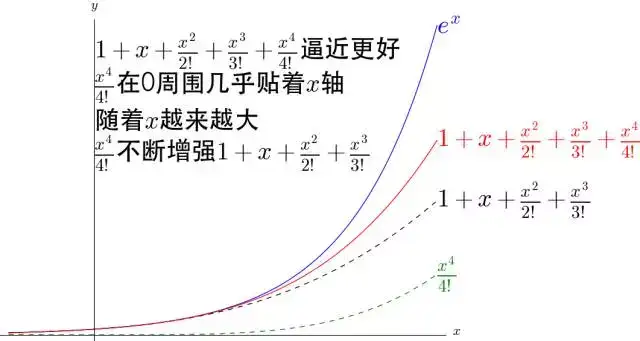 y
e^x
1 + x + \frac{x^2}{2!} + \frac{x^3}{3!} + \frac{x^4}{4!} 逼近更好
\frac{x^4}{4!} 在0周围几乎贴着x轴
随着x越来越大
\frac{x^4}{4!} 不断增强 1 + x + \frac{x^2}{2!} + \frac{x^3}{3!}
1 + x + \frac{x^2}{2!} + \frac{x^3}{3!} + \frac{x^4}{4!}
1 + x + \frac{x^2}{2!} + \frac{x^3}{3!}
\frac{x^4}{4!}
x